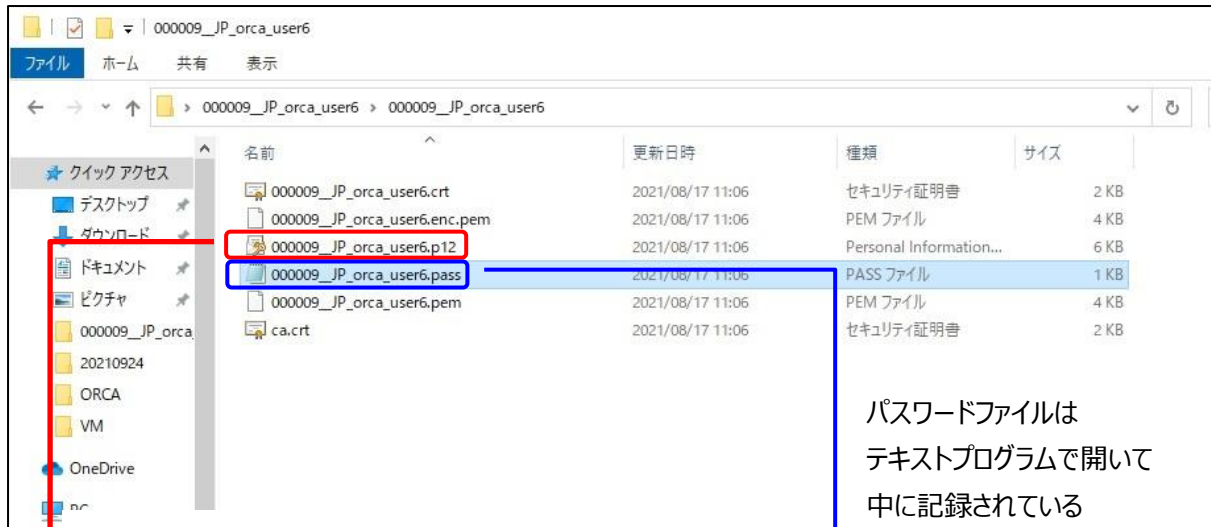 000009__JP_orca_user6
ファイル ホーム 共有 表示
000009__JP_orca_user6 › 000009__JP_orca_user6
名前 更新日時 種類 サイズ
クイック アクセス
デスクトップ
ダウンロード
ドキュメント
ピクチャ
000009__JP_orca
20210924
ORCA
VM
OneDrive
PC
000009__JP_orca_user6.crt 2021/08/17 11:06 セキュリティ証明書 2 KB
000009__JP_orca_user6.enc.pem 2021/08/17 11:06 PEM ファイル 4 KB
000009__JP_orca_user6.p12 2021/08/17 11:06 Personal Information... 6 KB
000009__JP_orca_user6.pass 2021/08/17 11:06 PASS ファイル 1 KB
000009__JP_orca_user6.pem 2021/08/17 11:06 PEM ファイル 4 KB
ca.crt 2021/08/17 11:06 セキュリティ証明書 2 KB
パスワードファイルは
テキストプログラムで開いて
中に記録されている